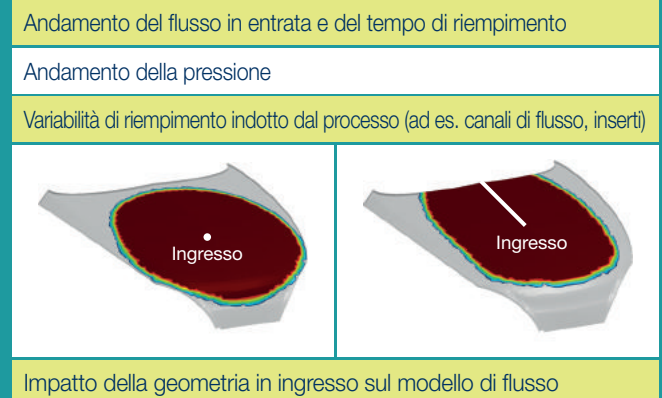 Andamento del flusso in entrata e del tempo di riempimento
Andamento della pressione
Variabilità di riempimento indotto dal processo (ad es. canali di flusso, inserti)
Ingresso
Ingresso
Impatto della geometria in ingresso sul modello di flusso